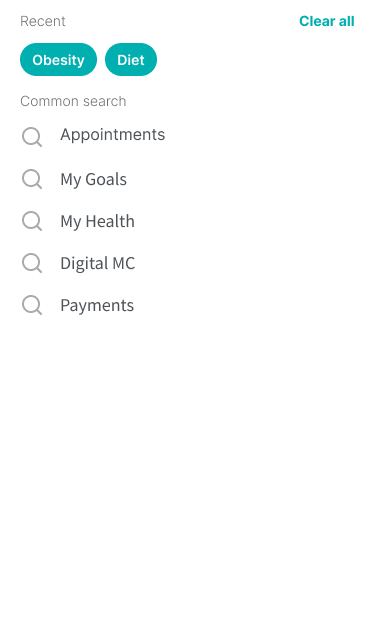 Recent Clear all
Obesity Diet
Common search
Appointments
My Goals
My Health
Digital MC
Payments